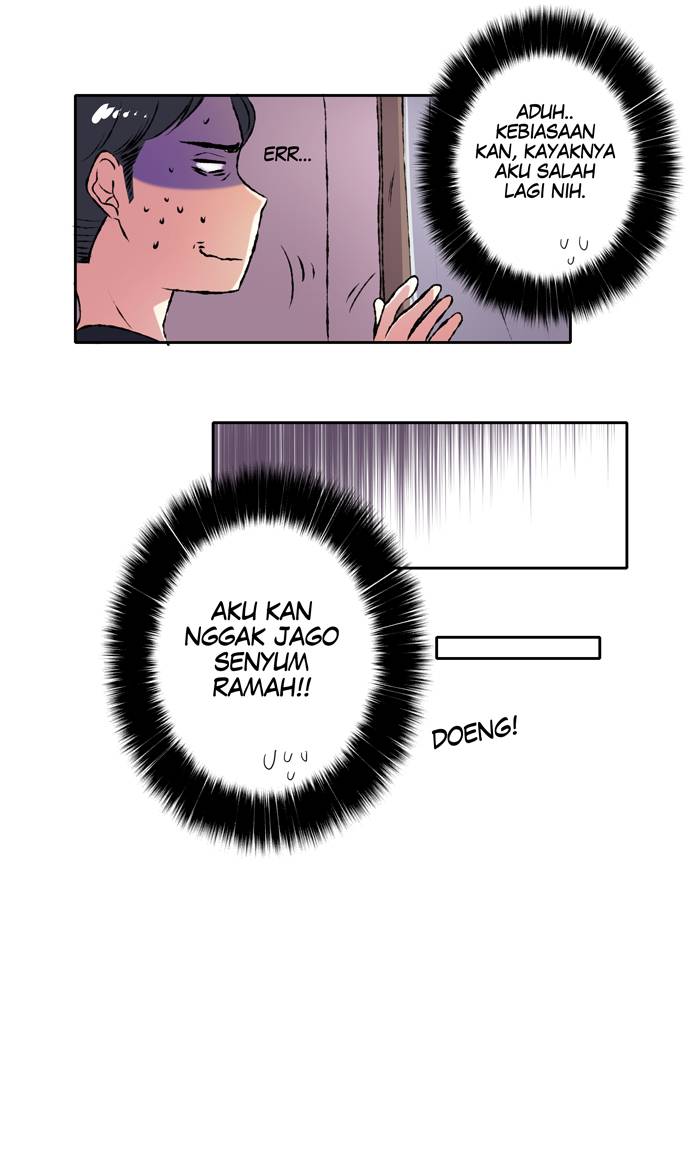 ERR...
ADUH..
KEBIASAAN
KAN, KAYAKNYA
AKU SALAH
LAGI NIH.
AKU KAN
NGGAK JAGO
SENYUM
RAMAH!!
DOENG!